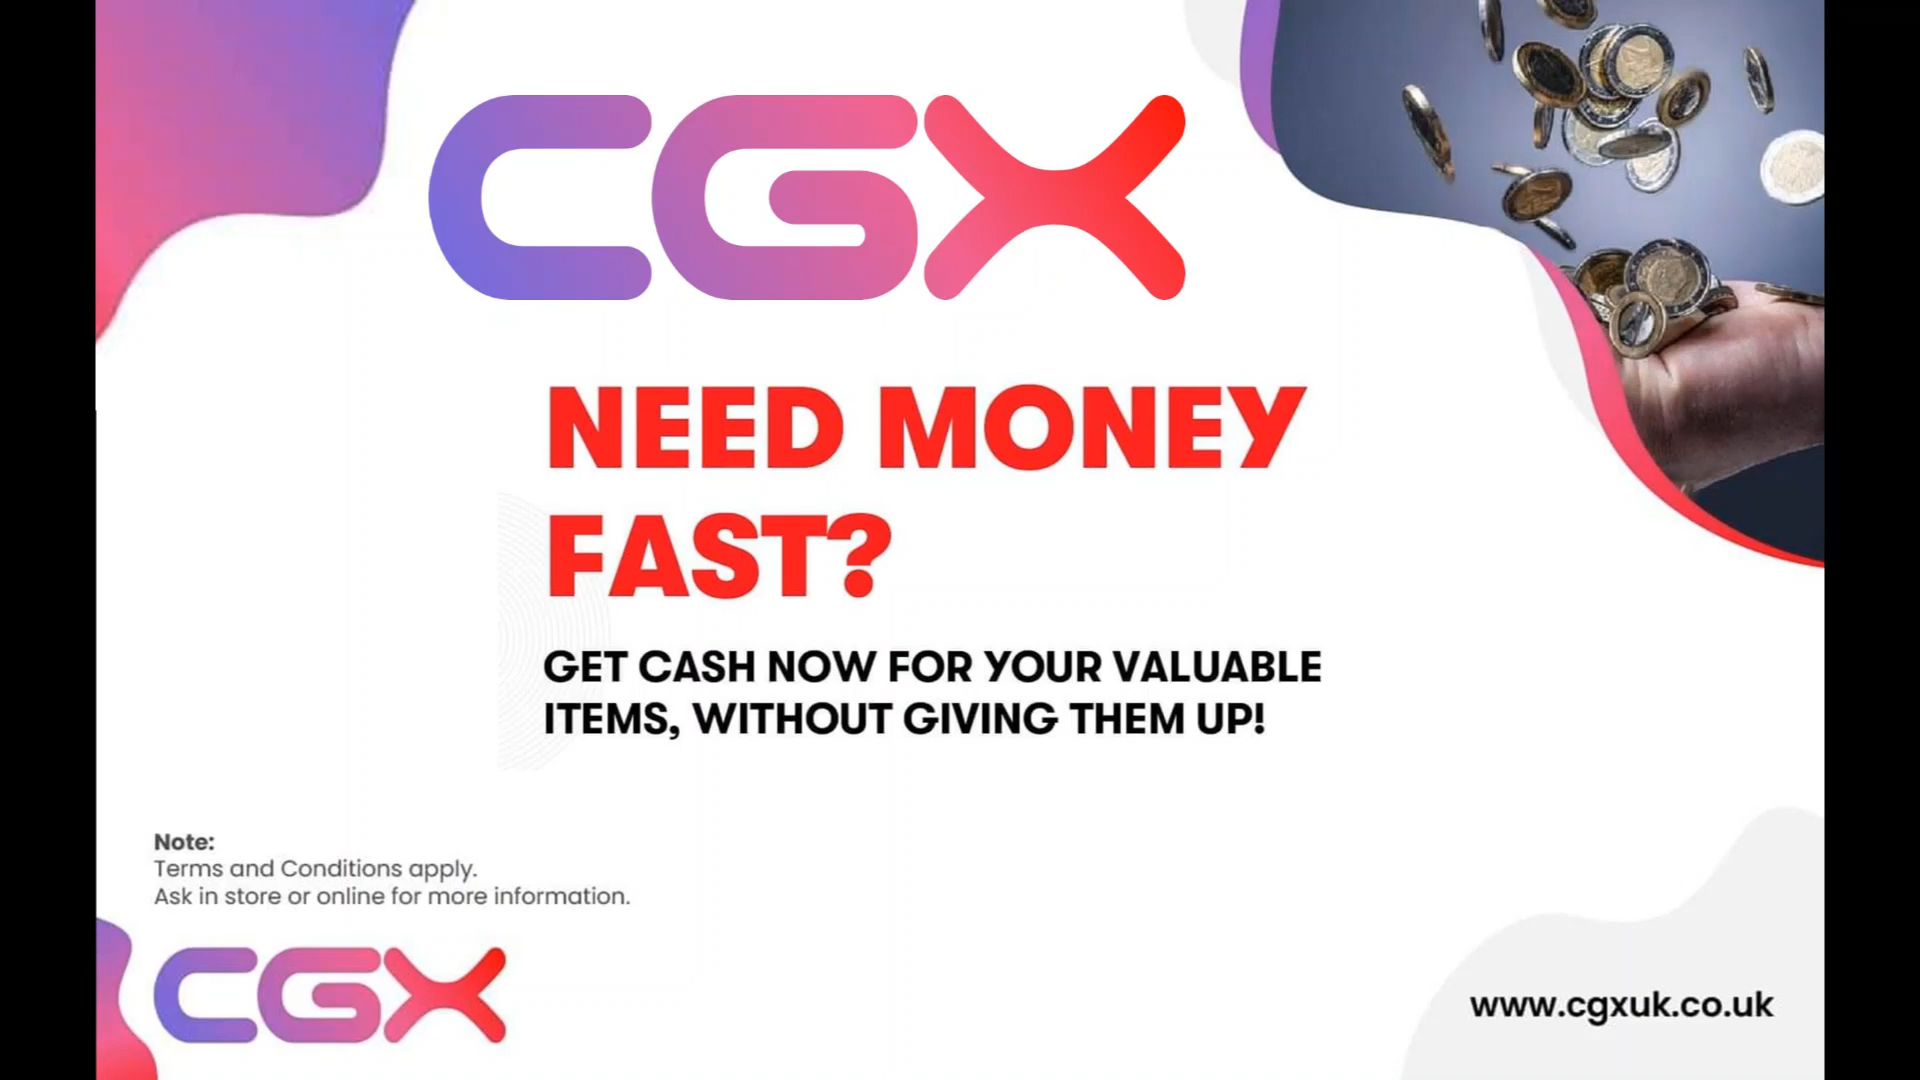 CGX
NEED MONEY
FAST?
GET CASH NOW FOR YOUR VALUABLE
ITEMS, WITHOUT GIVING THEM UP!
Note:
Terms and Conditions apply.
Ask in store or online for more information.
CGX
www.cgxuk.co.uk